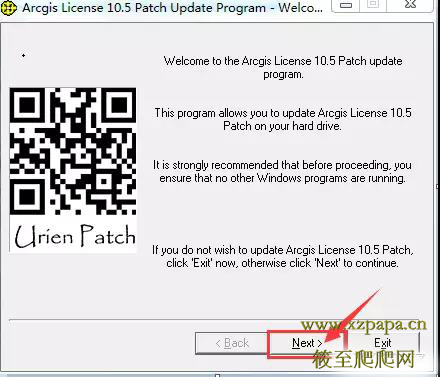 Arcgis License 10.5 Patch Update Program - Welco...
Welcome to the Arcgis License 10.5 Patch update
program.
This program allows you to update Arcgis License 10.5
Patch on your hard drive.
It is strongly recommended that before proceeding, you
ensure that no other Windows programs are running.
Urien Patch
If you do not wish to update Arcgis License 10.5 Patch,
click 'Exit' now, otherwise click 'Next' to continue.
www.xzpapa.cn
< Back
Next >
Exit
筱至爬爬网